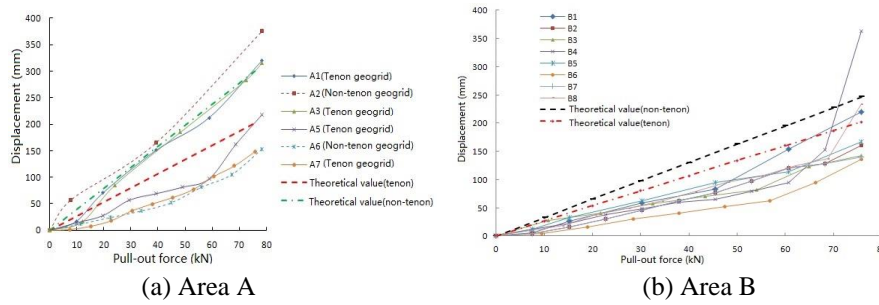 400
350
300
250
200
150
100
50
0
Displacement (mm)
0 10 20 30 40 50 60 70 80
Pull-out force (kN)
A1(Tenon geogrid)
A2(Non-tenon geogrid)
A3 (Tenon geogrid)
A5(Tenon geogrid)
A6(Non-tenon geogrid)
A7(Tenon geogrid)
Theoretical value(tenon)
Theoretical value(non-tenon)
(a) Area A
400
350
300
250
200
150
100
50
0
Displacement (mm)
B1
B2
B3
B4
B5
B6
B7
B8
Theoretical value(non-tenon)
Theoretical value(tenon)
0 10 20 30 40 50 60 70 8
Pull-out force (kN)
(b) Area B